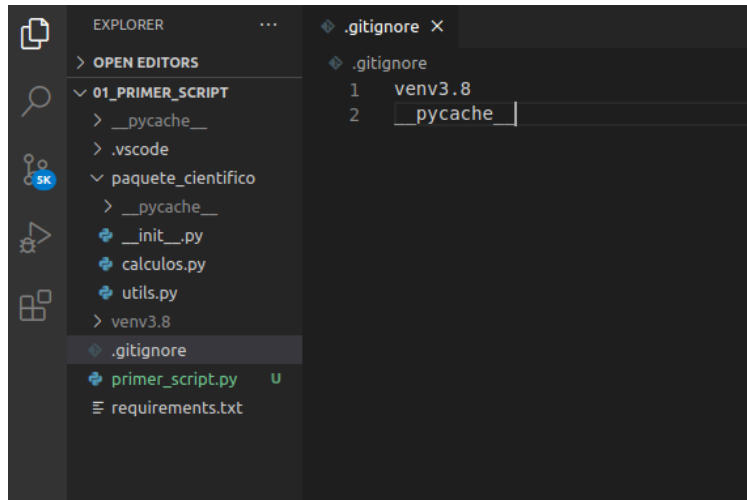 EXPLORER ···
OPEN EDITORS
01_PRIMER_SCRIPT
__pycache__
.vscode
paquete_cientifico
__pycache__
__init__.py
calculos.py
utils.py
venv3.8
.gitignore
primer_script.py U
requirements.txt
5K
.gitignore
.gitignore
1 venv3.8
2 __pycache__